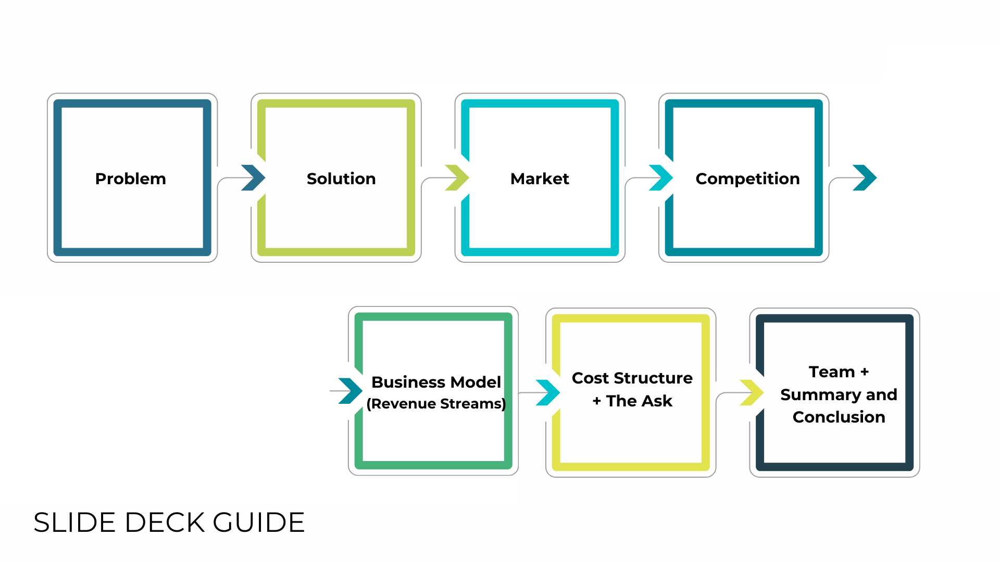 Problem
Solution
Market
Competition
Business Model
(Revenue Streams)
Cost Structure
+ The Ask
Team +
Summary and
Conclusion
SLIDE DECK GUIDE